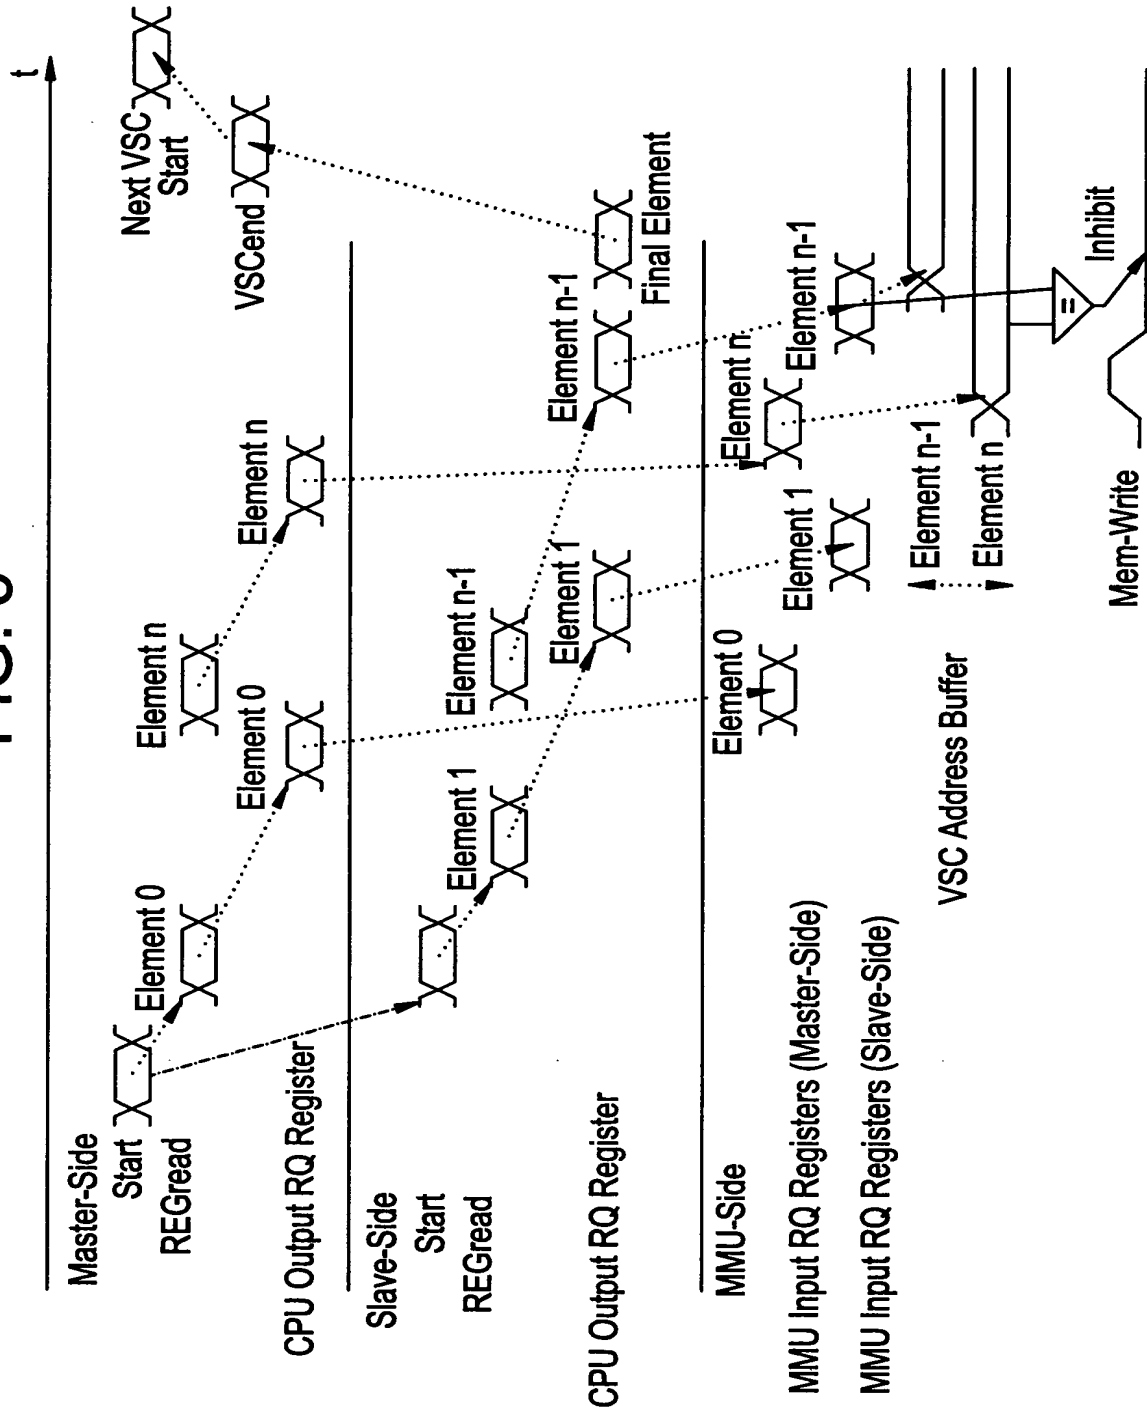 FIG.
t
Master-Side
Start
Next VSC
Start
REGread
Element 0
Element n
VSCend
CPU Output RQ Register
Element 0
Element n
Slave-Side
Start
REGread
Element 1
Element n-1
CPU Output RQ Register
Element 1
Element n-1
Final Element
MMU-Side
MMU Input RQ Registers (Master-Side)
Element 0
Element n
MMU Input RQ Registers (Slave-Side)
Element 1
Element n-1
VSC Address Buffer
Element n-1
Element n
=
Inhibit
Mem-Write